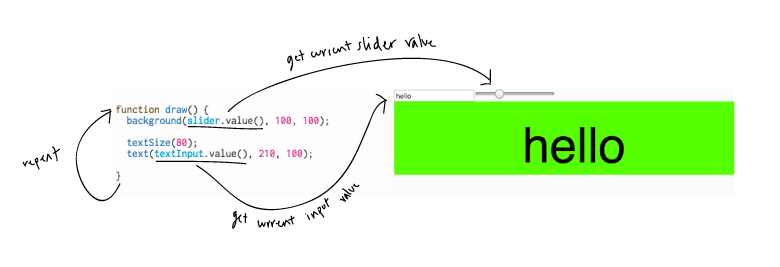 get current slider value
hello
function draw() {
background(slider.value(), 100, 100);
textSize(80);
text(textInput.value(), 210, 100);
}
repeat
hello
get current input value